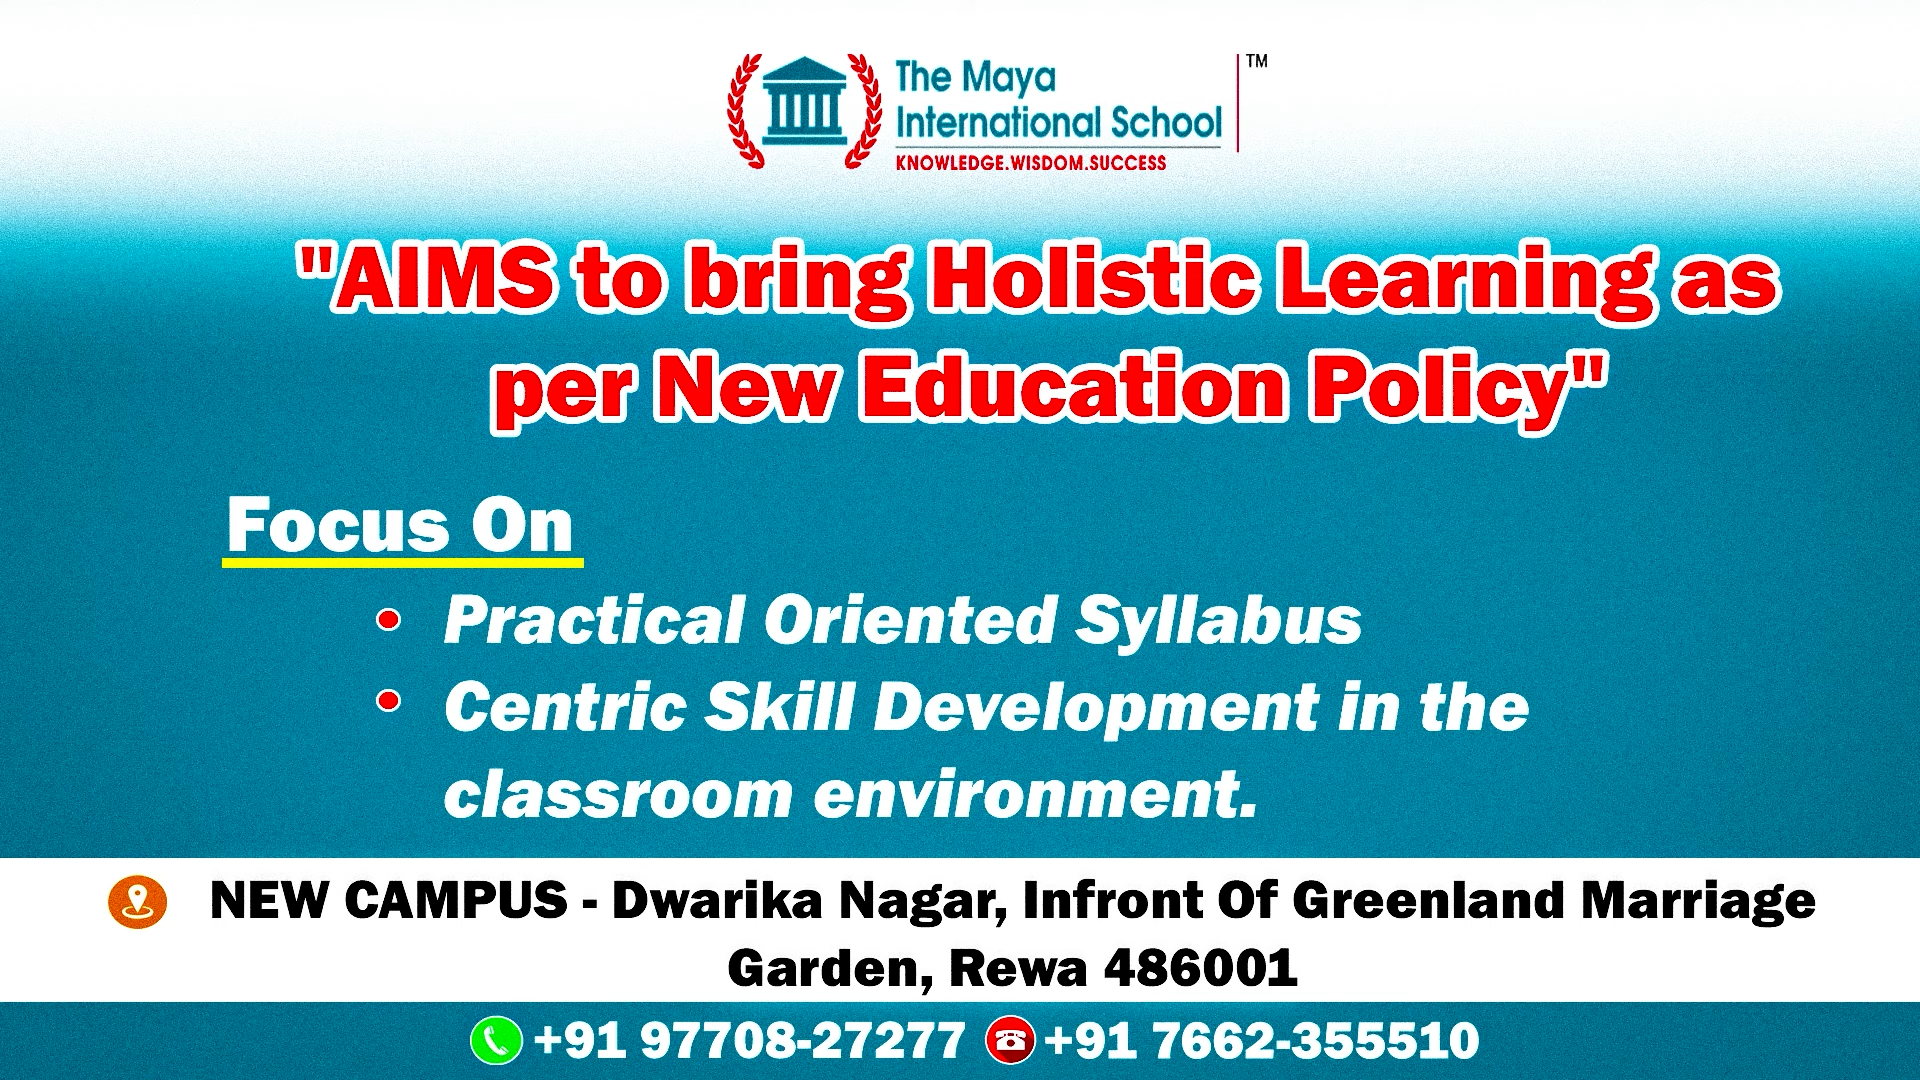 The Maya
International School
TM
KNOWLEDGE.WISDOM.SUCCESS
"AIMS to bring Holistic Learning as
per New Education Policy"
Focus On
• Practical Oriented Syllabus
• Centric Skill Development in the
classroom environment.
NEW CAMPUS - Dwarika Nagar, Infront Of Greenland Marriage
Garden, Rewa 486001
+91 97708-27277 +91 7662-355510